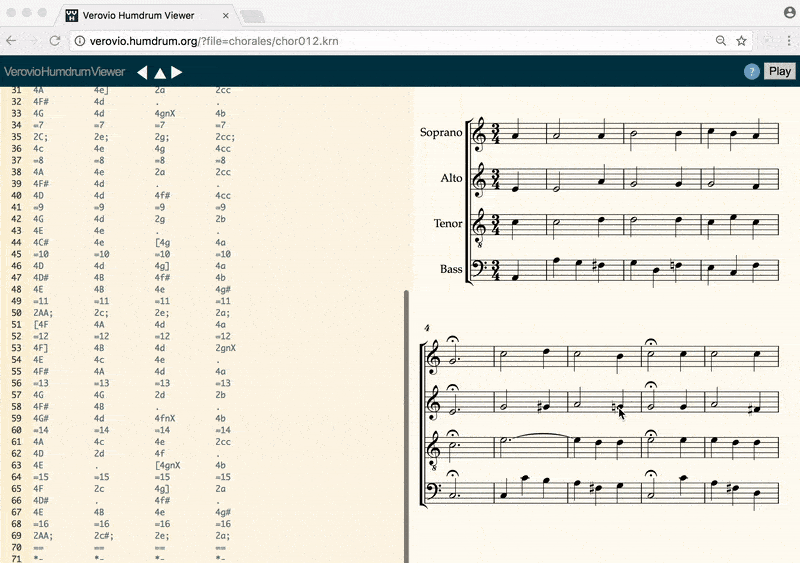 Verovio Humdrum Viewer
verovio.humdrum.org/?file=chorales/chor012.krn
VerovioHumdrumViewer ? Play
31 4A 4e] 2a 2cc
32 4F# 4d . .
33 4G 4d 4gnX 4b
34 =7 =7 =7 =7
35 2C; 2e; 2g; 2cc;
36 4c 4e 4g 4cc
37 =8 =8 =8 =8
38 4A 4e 2a 2cc
39 4F# 4d . .
40 4D 4d 4f# 4cc
41 =9 =9 =9 =9
42 4G 4d 2g 2b
43 4E 4e . .
44 4C# 4e [4g 4a
45 =10 =10 =10 =10
46 4D 4d 4g] 4a
47 4D# 4B 4f# 4b
48 4E 4B 4e 4g#
49 =11 =11 =11 =11
50 2AA; 2c; 2e; 2a;
51 [4F 4A 4d 4a
52 =12 =12 =12 =12
53 4F] 4B 4d 2gnX
54 4E 4c 4e .
55 4F# 4A 4d 4a
56 =13 =13 =13 =13
57 4G 4G 2d 2b
58 4F# 4B . .
59 4G# 4d 4fnX 4b
60 =14 =14 =14 =14
61 4A 4c 4e 2cc
62 4D 2d 4f .
63 4E . [4gnX 4b
64 =15 =15 =15 =15
65 4F 2c 4g] 2a
66 4D# . 4f# .
67 4E 4B 4e 4g#
68 =16 =16 =16 =16
69 2AA; 2c#; 2e; 2a;
70 == == == ==
71 *- *- *- *-
Soprano 3 4
Alto 3 4
Tenor 3 4
8
Bass 3 4
4
8